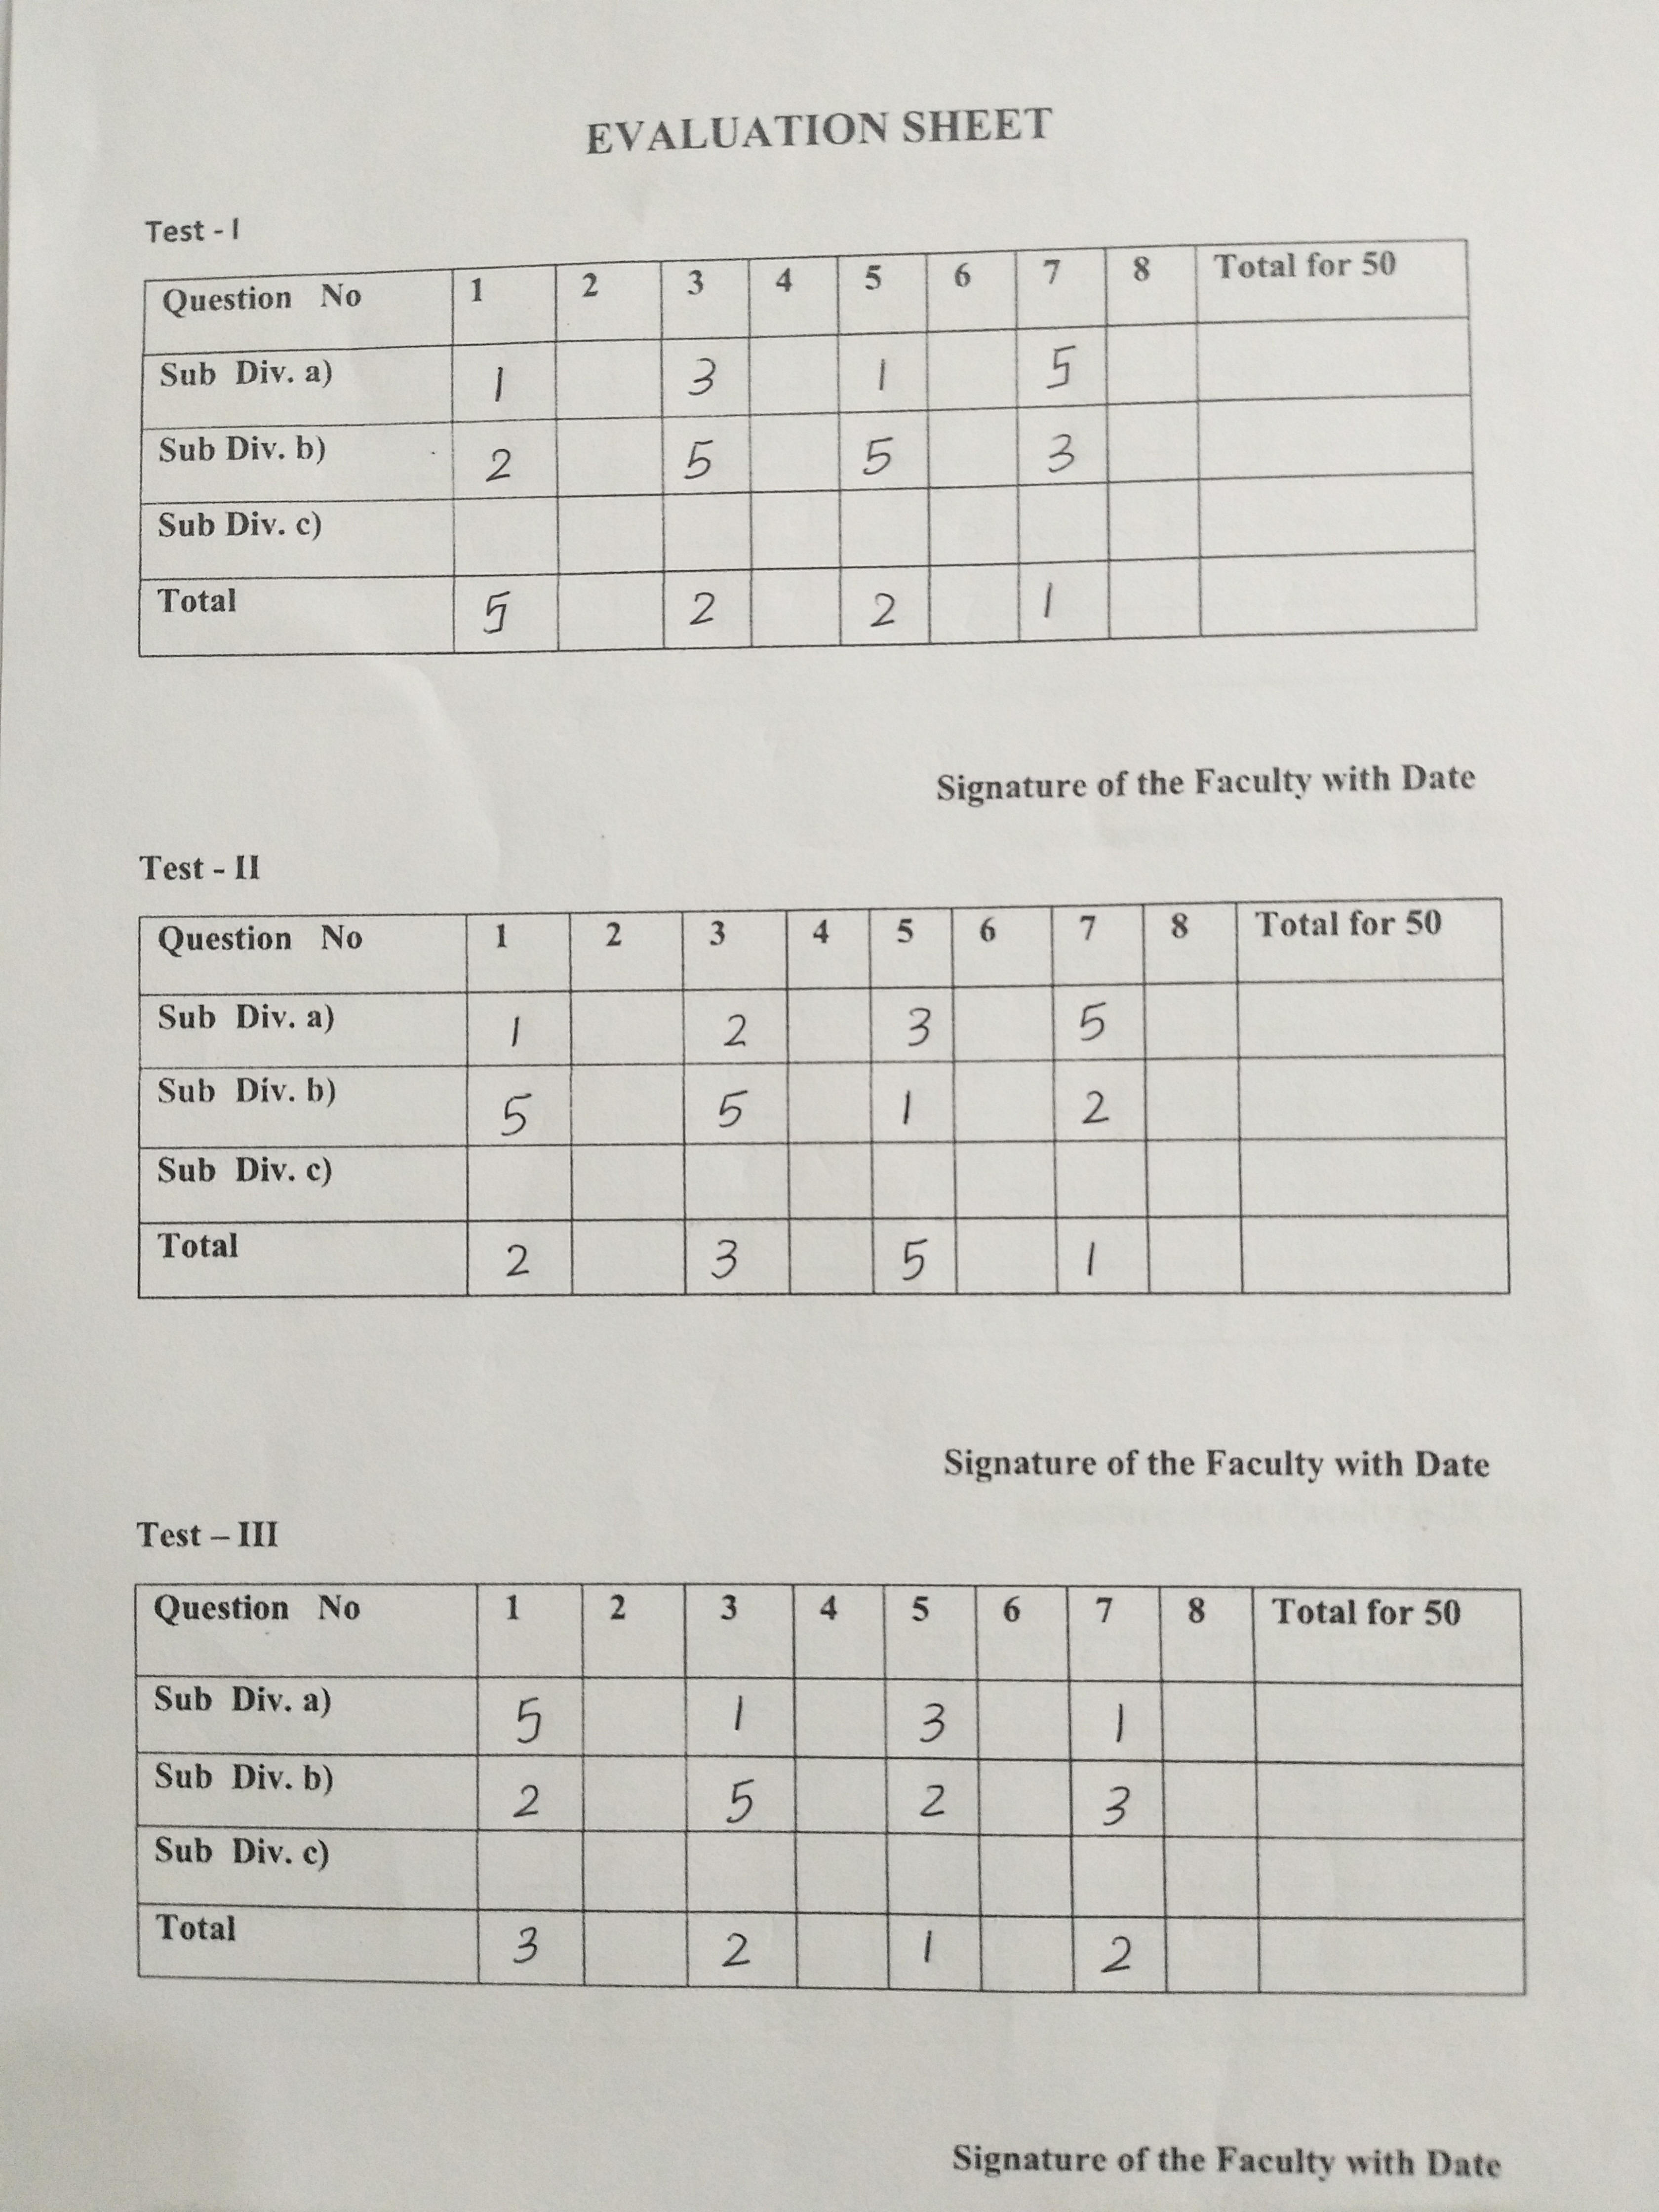 EVALUATION SHEET
Test - I
Question No 1 2 3 4 5 6 7 8 Total for 50
Sub Div. a) 1 3 1 5
Sub Div. b) 2 5 5 3
Sub Div. c)
Total 5 2 2 1
Signature of the Faculty with Date
Test - II
Question No 1 2 3 4 5 6 7 8 Total for 50
Sub Div. a) 1 2 3 5
Sub Div. b) 5 5 1 2
Sub Div. c)
Total 2 3 5 1
Signature of the Faculty with Date
Test – III
Question No 1 2 3 4 5 6 7 8 Total for 50
Sub Div. a) 5 1 3 1
Sub Div. b) 2 5 2 3
Sub Div. c)
Total 3 2 1 2
Signature of the Faculty with Date